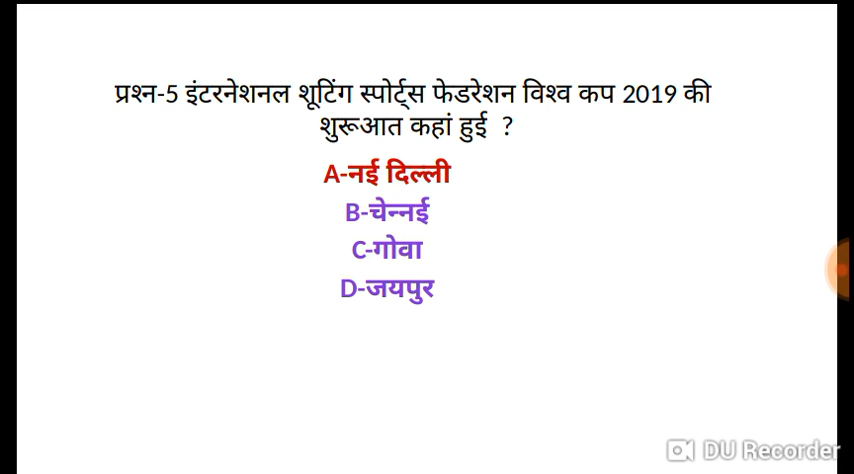 प्रश्न-5 इंटरनेशनल शूटिंग स्पोर्ट्स फेडरेशन विश्व कप 2019 की
शुरूआत कहां हुई ?
A-नई दिल्ली
B-चेन्नई
C-गोवा
D-जयपुर
DU Recorder